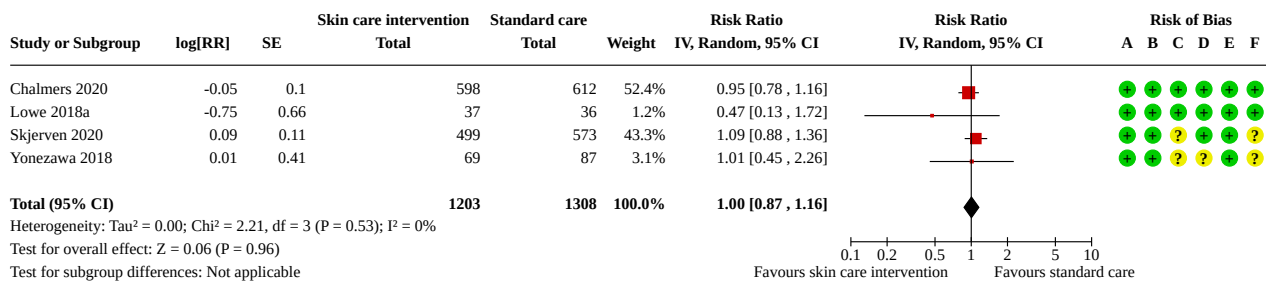 Skin care intervention Standard care Risk Ratio Risk Ratio Risk of Bias
Study or Subgroup log[RR] SE Total Total Weight IV, Random, 95% CI IV, Random, 95% CI A B C D E F
Chalmers 2020 -0.05 0.1 598 612 52.4% 0.95 [0.78 , 1.16] + + + + + +
Lowe 2018a -0.75 0.66 37 36 1.2% 0.47 [0.13 , 1.72] + + + + + +
Skjerven 2020 0.09 0.11 499 573 43.3% 1.09 [0.88 , 1.36] + + ? + + ?
Yonezawa 2018 0.01 0.41 69 87 3.1% 1.01 [0.45 , 2.26] + + ? ? + ?
Total (95% CI) 1203 1308 100.0% 1.00 [0.87 , 1.16]
Heterogeneity: Tau² = 0.00; Chi² = 2.21, df = 3 (P = 0.53); I² = 0%
Test for overall effect: Z = 0.06 (P = 0.96)
0.1 0.2 0.5 1 2 5 10
Test for subgroup differences: Not applicable
Favours skin care intervention Favours standard care